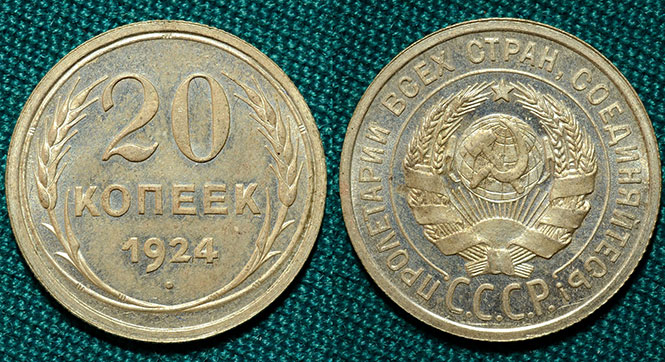 20
КОПЕЕК
1924
ПРОЛЕТАРИИ ВСЕХ СТРАН, СОЕДИНЯЙТЕСЬ!
С.С.С.Р.